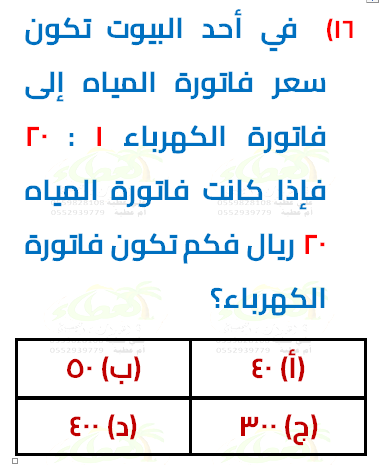 ١٦) في أحد البيوت تكون
سعر فاتورة المياه إلى
فاتورة الكهرباء ١ : ٢٠
فإذا كانت فاتورة المياه
٢٠ ريال فكم تكون فاتورة
الكهرباء؟
(أ) ٤٠ (ب) ٥٠
(ج) ٣٠٠ (د) ٤٠٠